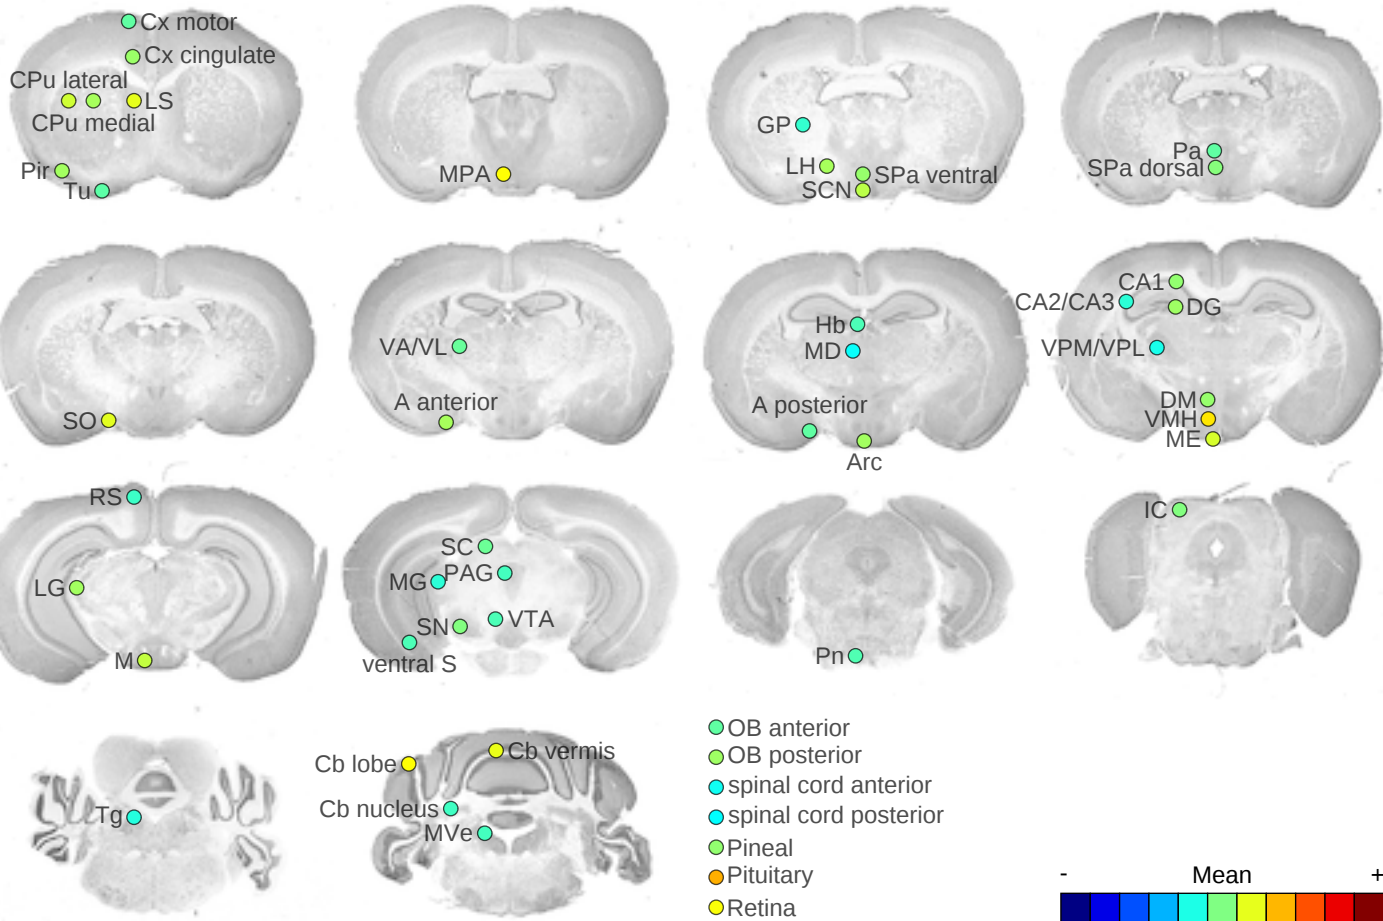 Cx motor
Cx cingulate
CPu lateral
LS
CPu medial
Pir
Tu
MPA
GP
LH
SPa ventral
SCN
Pa
SPa dorsal
SO
VA/VL
A anterior
Hb
MD
A posterior
Arc
CA1
CA2/CA3
DG
VPM/VPL
DM
VMH
ME
RS
LG
M
SC
MG PAG
SN VTA
ventral S
Pn
IC
Tg
Cb lobe Cb vermis
Cb nucleus
MVe
OB anterior
OB posterior
spinal cord anterior
spinal cord posterior
Pineal
Pituitary
Retina
- Mean +